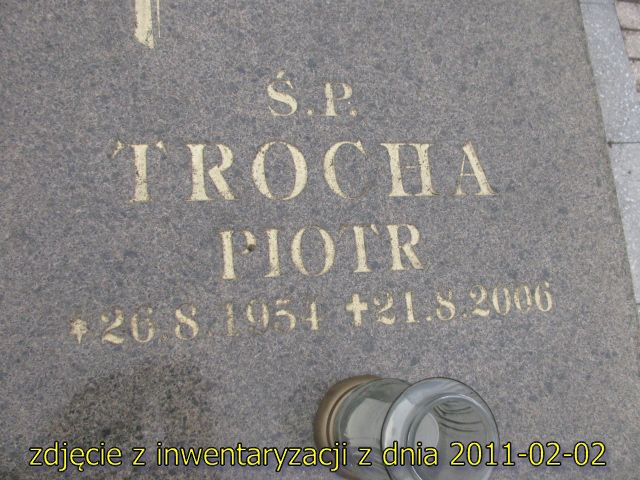 Ś.P.
TROCHA
PIOTR
*26.8.1954 ✝21.8.2006
zdjęcie z inwentaryzacji z dnia 2011-02-02